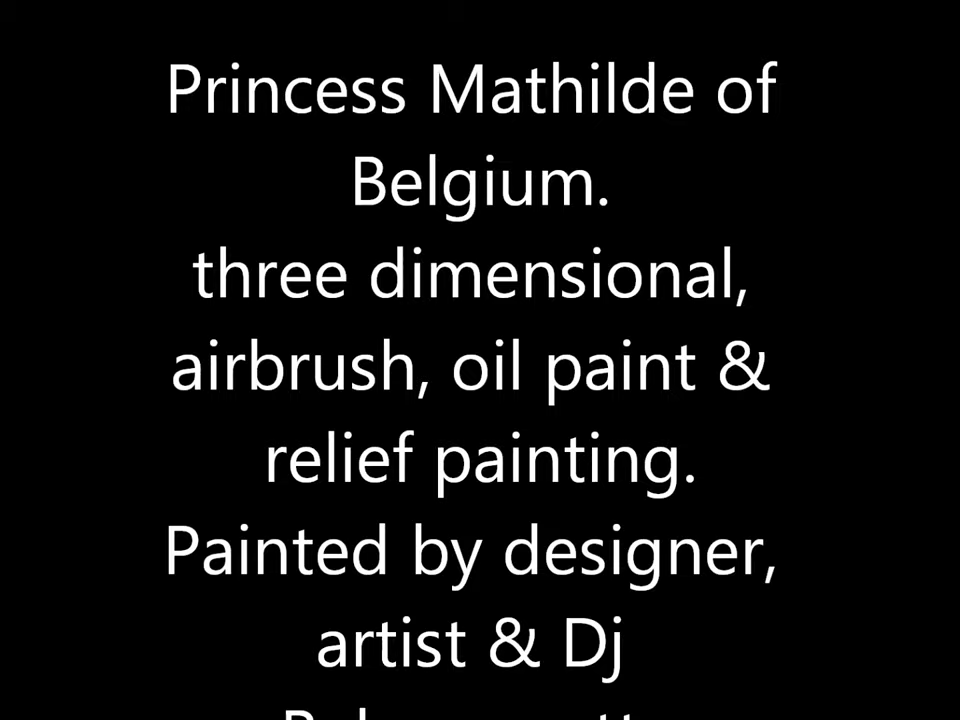 Princess Mathilde of
Belgium.
three dimensional,
airbrush, oil paint &
relief painting.
Painted by designer,
artist & Dj